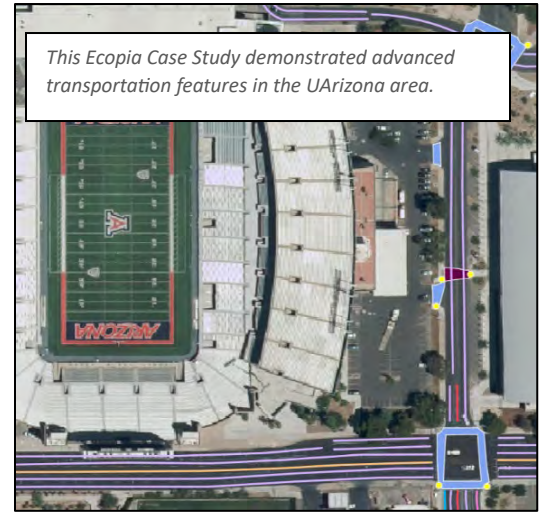 This Ecopia Case Study demonstrated advanced
transportation features in the UArizona area.
A
ARIZONA